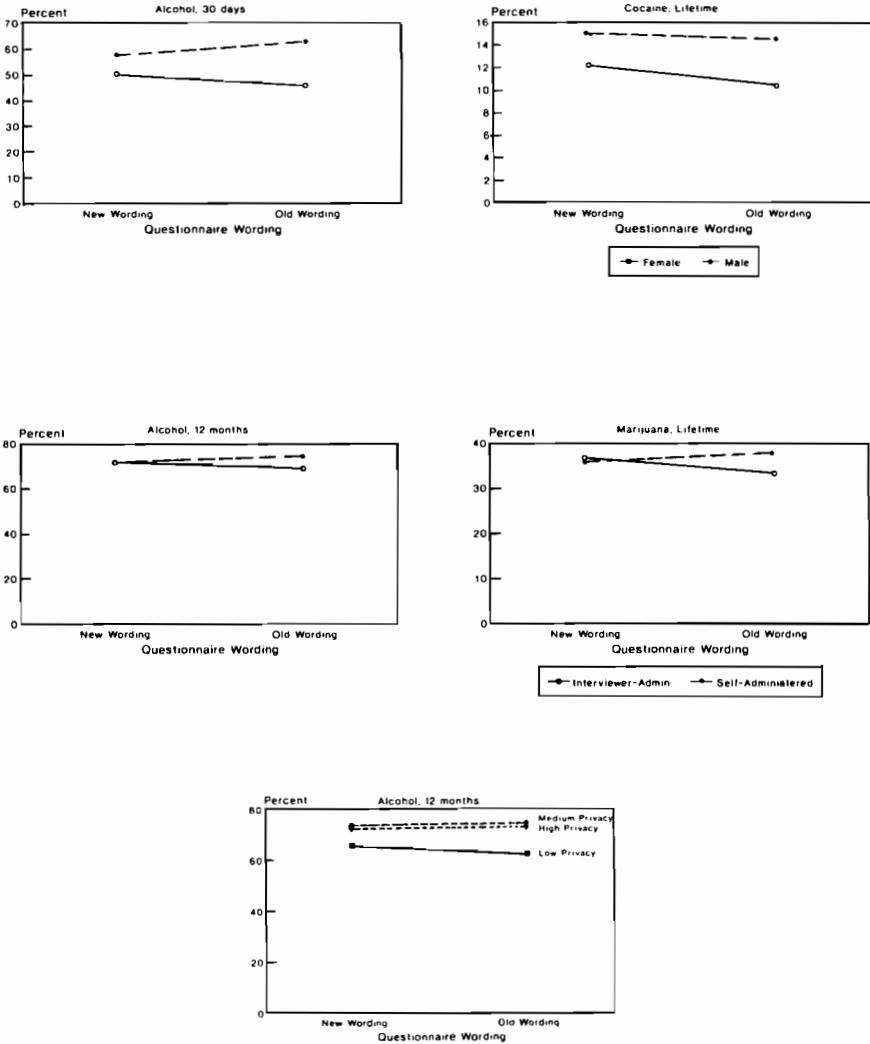 Percent
Alcohol, 30 days
70
60
50
40
30
20
10
0
New Wording Old Wording
Questionnaire Wording
Percent
Cocaine, Lifetime
16
14
12
10
8
6
4
2
0
New Wording Old Wording
Questionnaire Wording
Female Male
Percent
Alcohol, 12 months
80
60
40
20
0
New Wording Old Wording
Questionnaire Wording
Percent
Marijuana, Lifetime
40
30
20
10
0
New Wording Old Wording
Questionnaire Wording
Interviewer-Admin Self-Administered
Percent
Alcohol, 12 months
80
60
40
20
0
Medium Privacy
High Privacy
Low Privacy
New Wording Old Wording
Questionnaire Wording